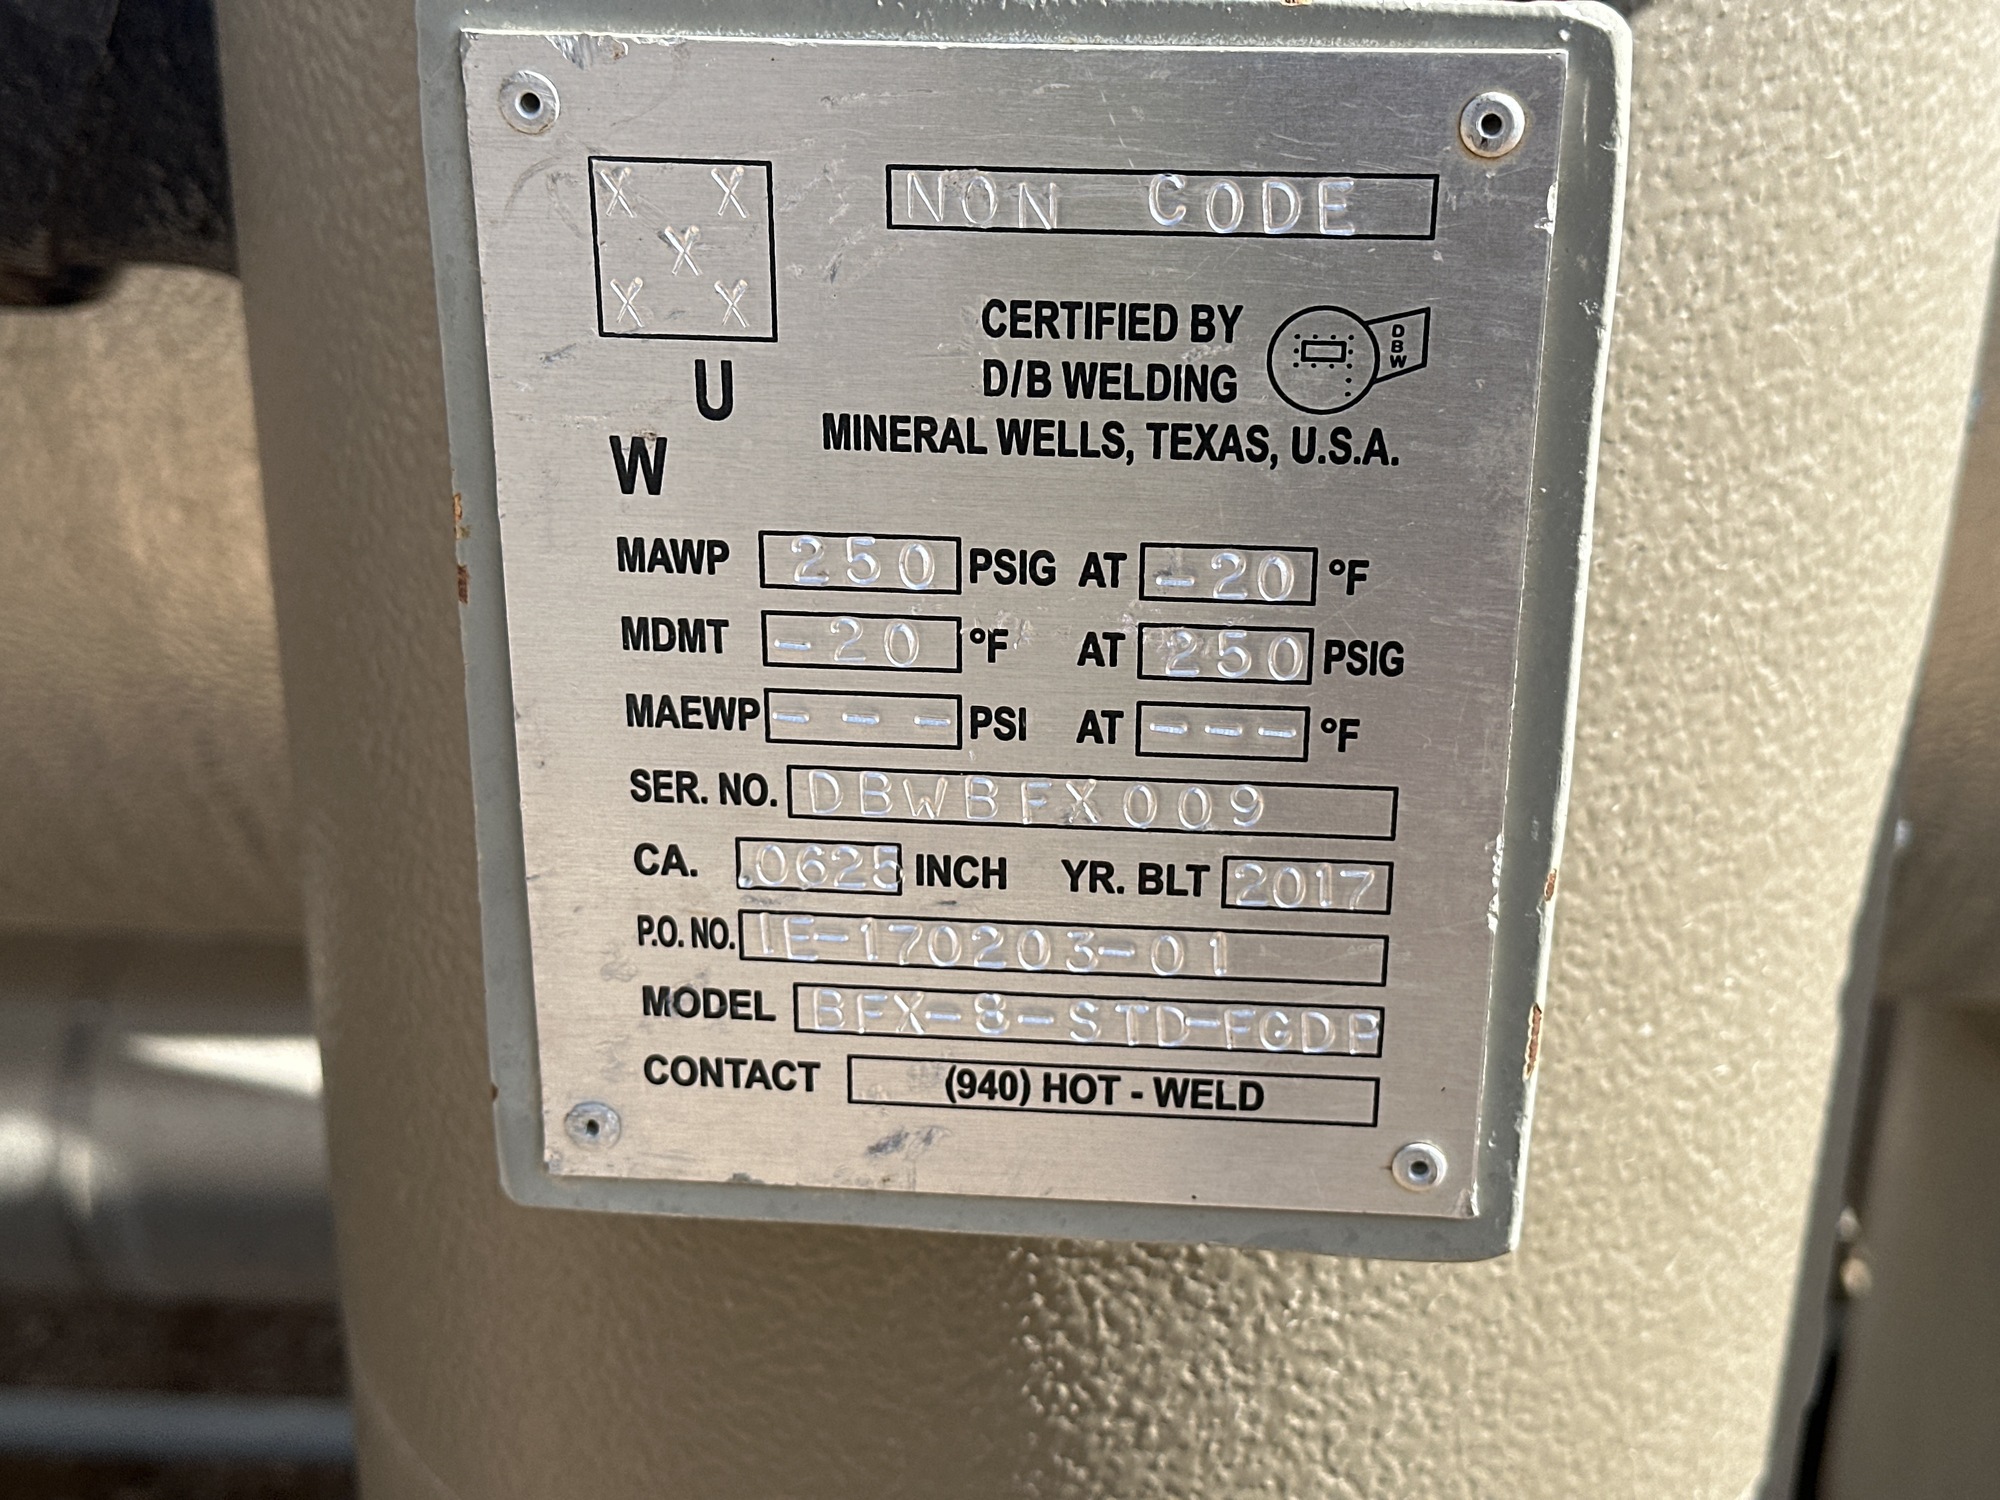 X X
X
X X
NON CODE
U
W
CERTIFIED BY
D/B WELDING
DBW
MINERAL WELLS, TEXAS, U.S.A.
MAWP 250 PSIG AT -20 °F
MDMT -20 °F AT 250 PSIG
MAEWP --- PSI AT --- °F
SER. NO. DBWBFX009
CA. .0625 INCH YR. BLT 2017
P.O. NO. IE-170203-01
MODEL BFX-8-STD-FGDP
CONTACT (940) HOT - WELD